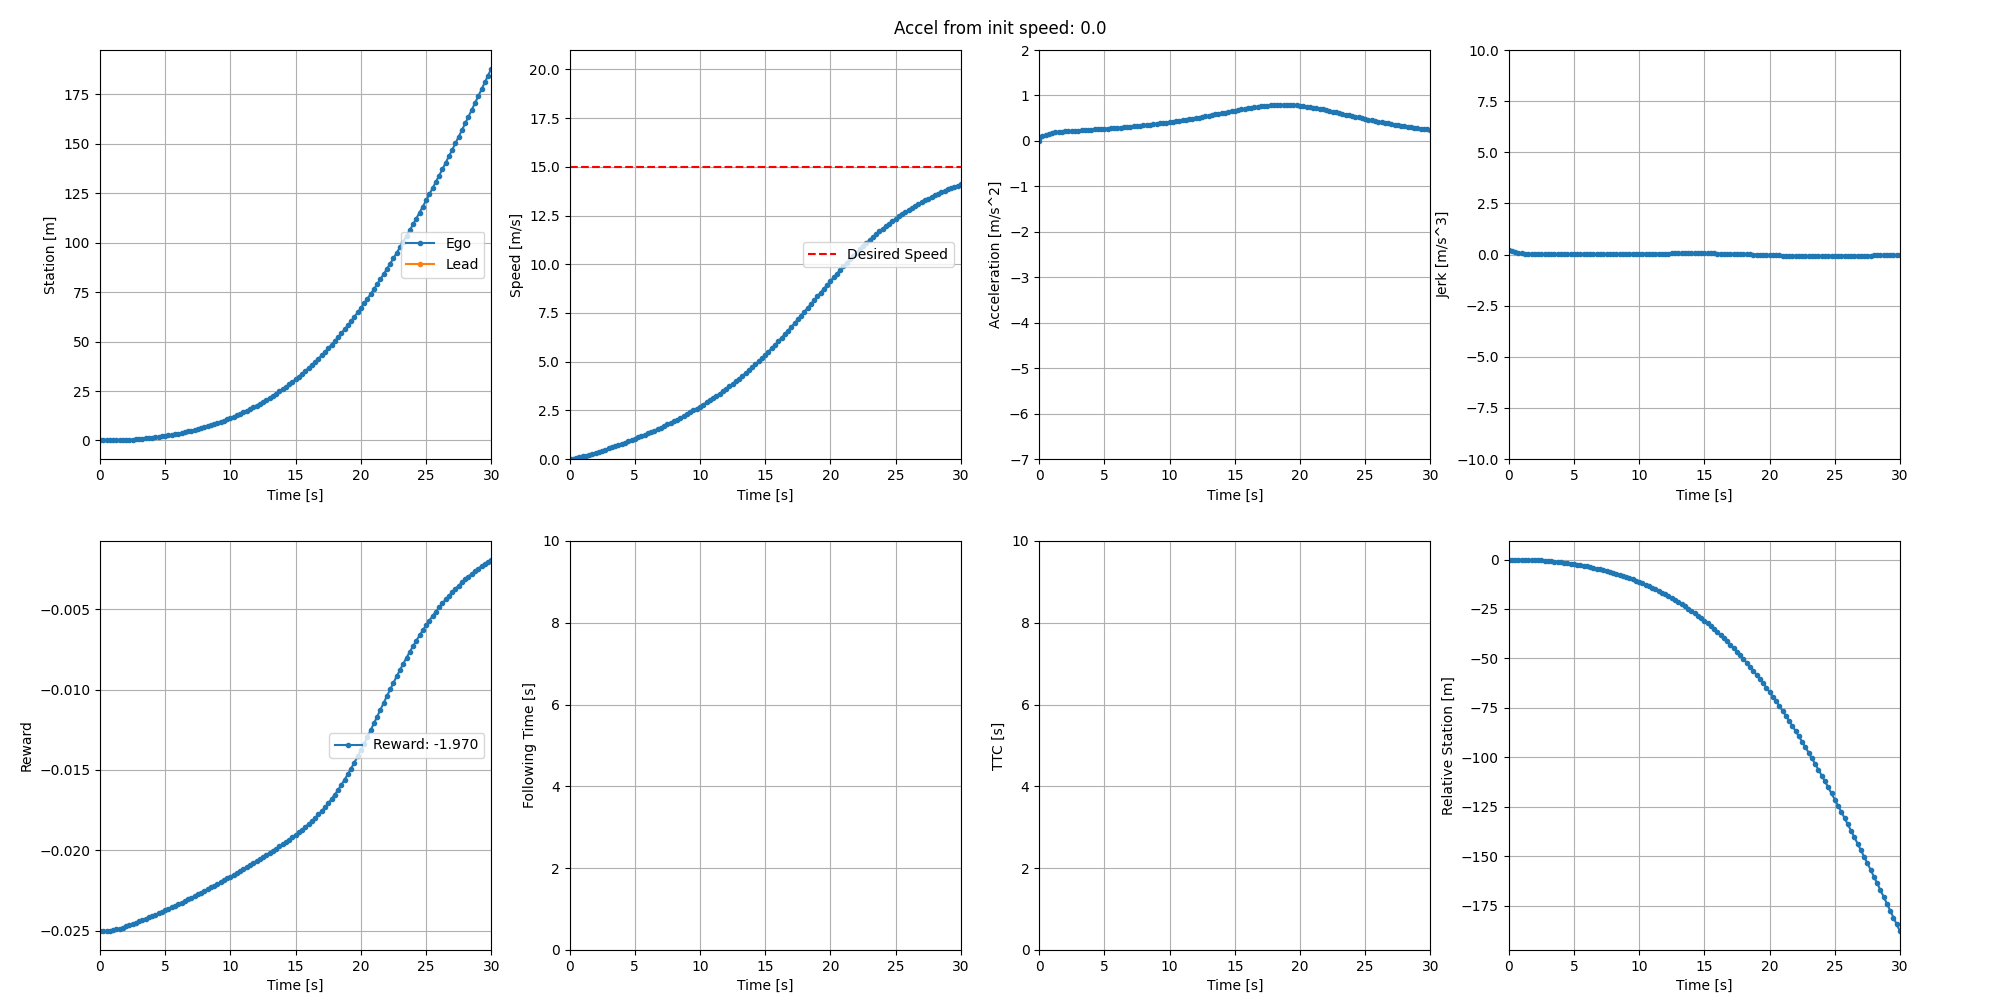 Accel from init speed: 0.0
175
150
125
100
75
50
25
0
Station [m]
Ego
Lead
0 5 10 15 20 25 30
Time [s]
20.0
17.5
15.0
12.5
10.0
7.5
5.0
2.5
0.0
Speed [m/s]
Desired Speed
0 5 10 15 20 25 30
Time [s]
2
1
0
−1
−2
−3
−4
−5
−6
−7
Acceleration [m/s^2]
0 5 10 15 20 25 30
Time [s]
10.0
7.5
5.0
2.5
0.0
−2.5
−5.0
−7.5
−10.0
Jerk [m/s^3]
0 5 10 15 20 25 30
Time [s]
−0.005
−0.010
−0.015
−0.020
−0.025
Reward
Reward: -1.970
0 5 10 15 20 25 30
Time [s]
10
8
6
4
2
0
Following Time [s]
0 5 10 15 20 25 30
Time [s]
10
8
6
4
2
0
TTC [s]
0 5 10 15 20 25 30
Time [s]
0
−25
−50
−75
−100
−125
−150
−175
Relative Station [m]
0 5 10 15 20 25 30
Time [s]